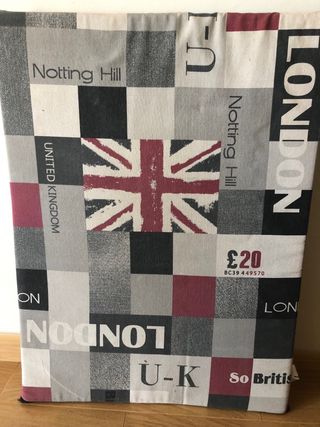 U-I
LONDON
Notting Hill
Notting Hill
UNITED KINGDOM
£20
BC39 449570
ON
LON
LONDON
Ù-K
So Britis